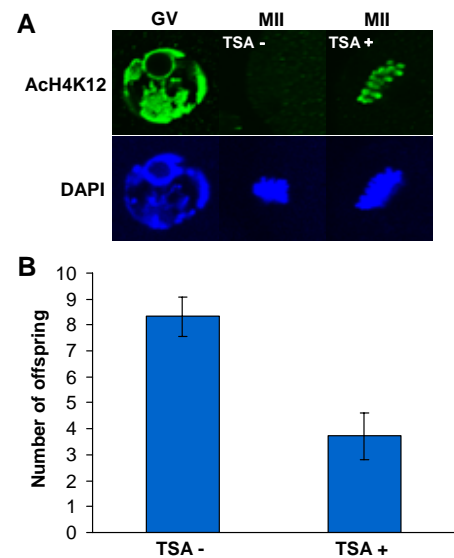 A
GV MII MII
TSA - TSA +
AcH4K12
DAPI
B
10
9
8
7
6
5
4
3
2
1
0
Number of offspring
TSA - TSA +